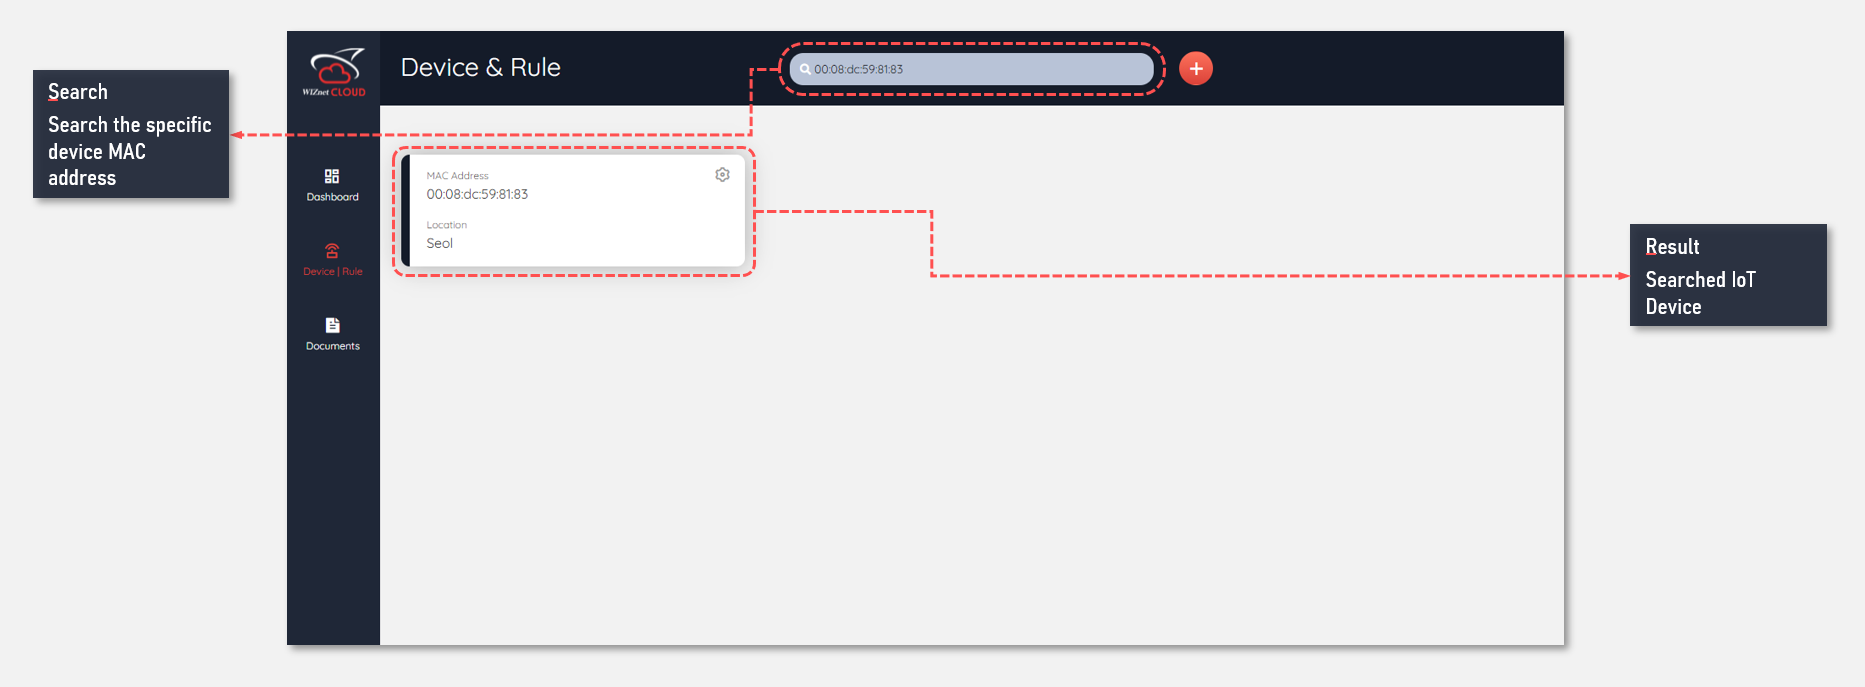 Search
Search the specific
device MAC
address
WIZnet CLOUD
Device & Rule
00:08:dc:59:81:83
Dashboard
Device | Rule
Documents
MAC Address
00:08:dc:59:81:83
Location
Seol
Result
Searched IoT
Device